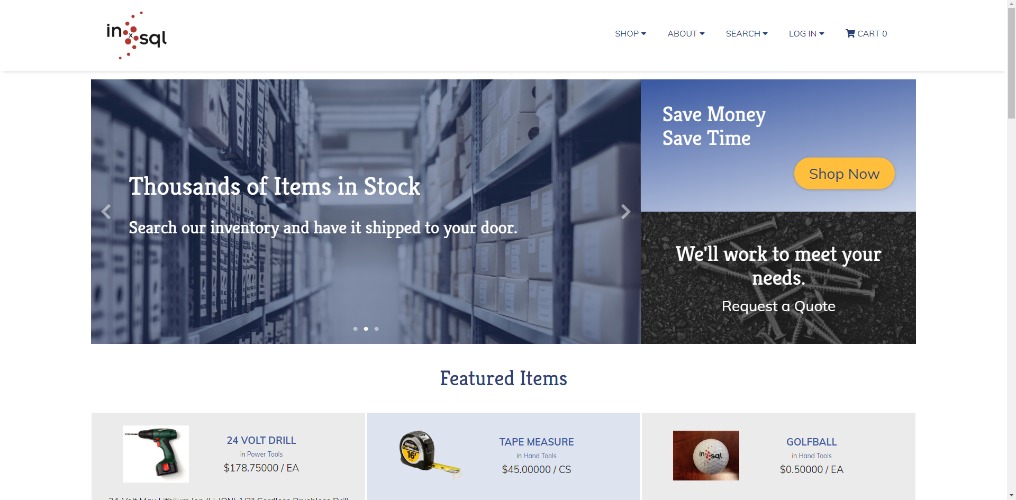 inxsql
SHOP
ABOUT
SEARCH
LOG IN
CART 0
Thousands of Items in Stock
Search our inventory and have it shipped to your door.
Save Money
Save Time
Shop Now
We'll work to meet your
needs.
Request a Quote
Featured Items
24 VOLT DRILL
in Power Tools
$178.75000 / EA
TAPE MEASURE
in Hand Tools
$45.00000 / CS
GOLFBALL
in Hand Tools
$0.50000 / EA